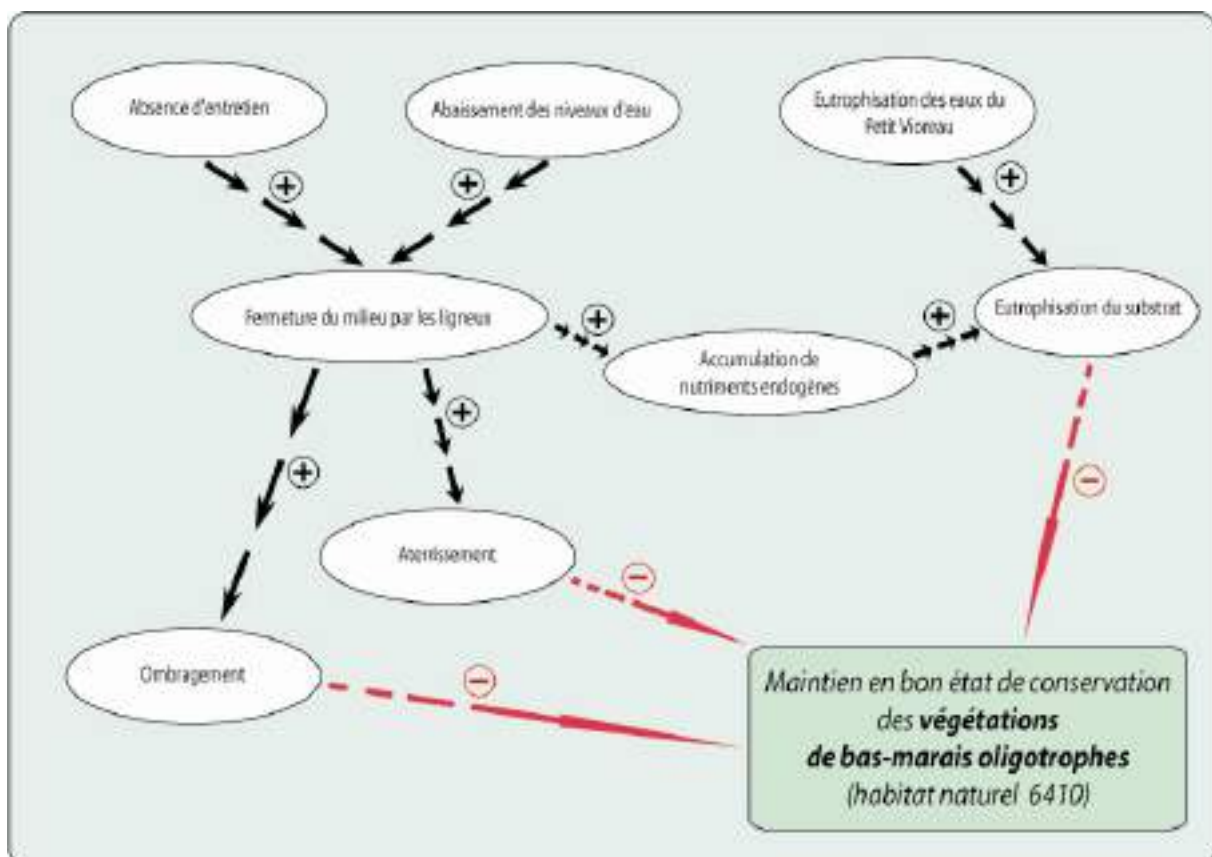 Absence d'entretien
Abaissement des niveaux d'eau
Eutrophisation des eaux du
Petit Vioreau
+
+
+
Fermeture du milieu par les ligneux
Eutrophisation du substrat
+
+
Accumulation de
nutriments endogènes
+
+
−
Aterrissement
−
Ombragement
−
Maintien en bon état de conservation
des végétations
de bas-marais oligotrophes
(habitat naturel 6410)